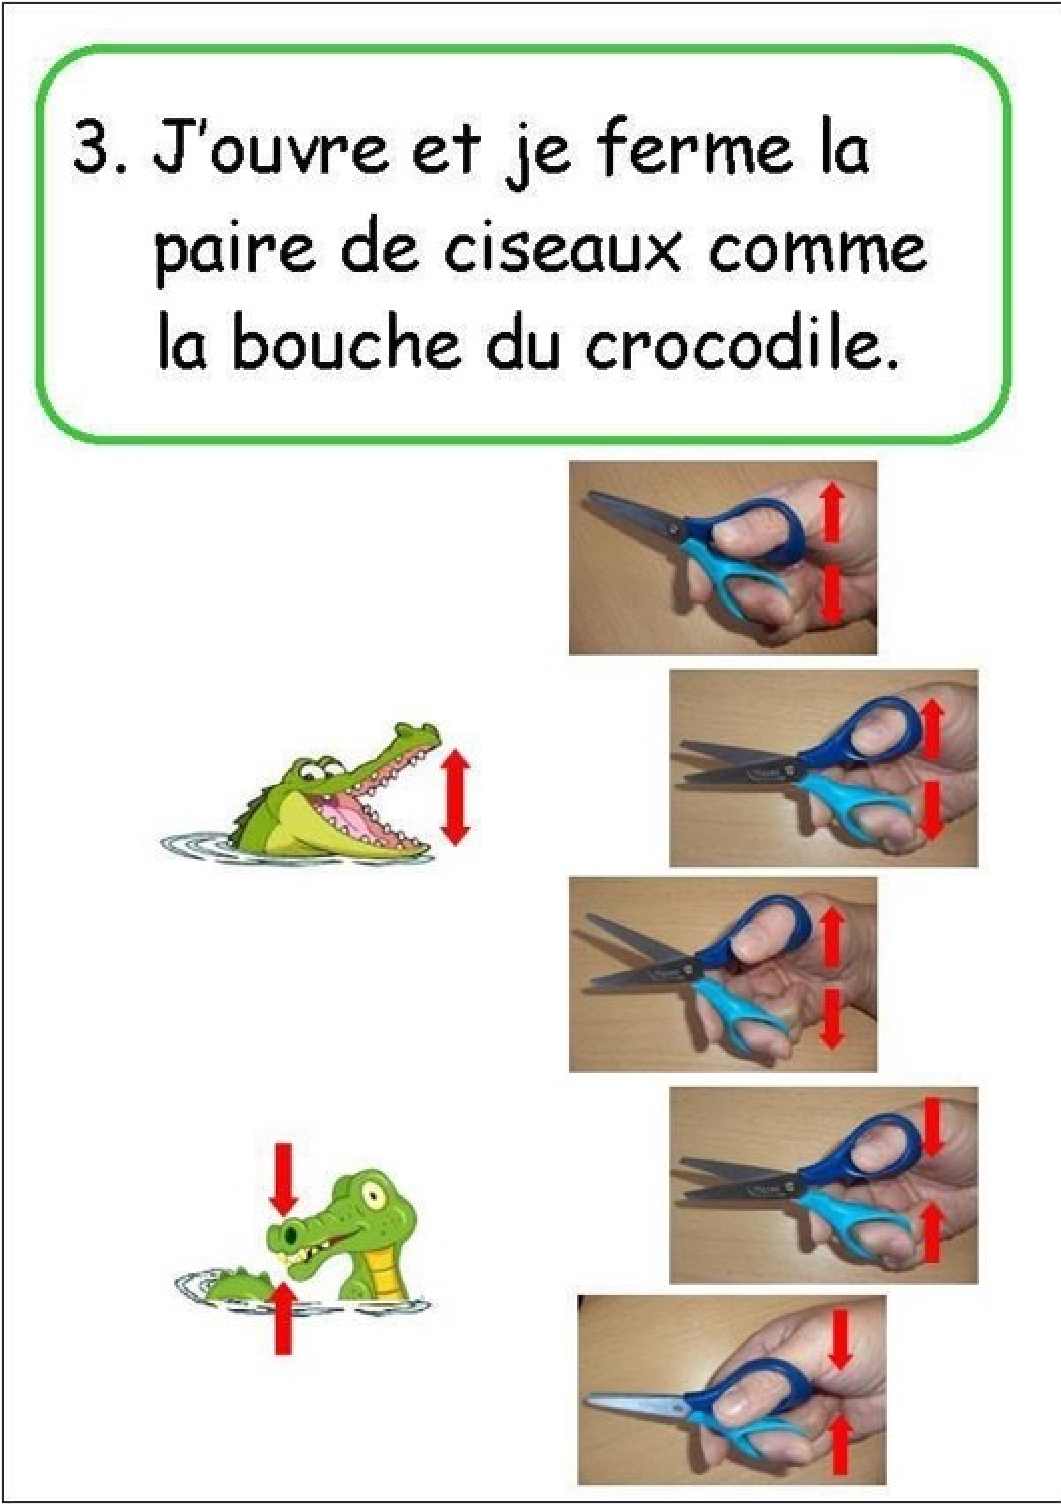 3. J'ouvre et je ferme la
paire de ciseaux comme
la bouche du crocodile.